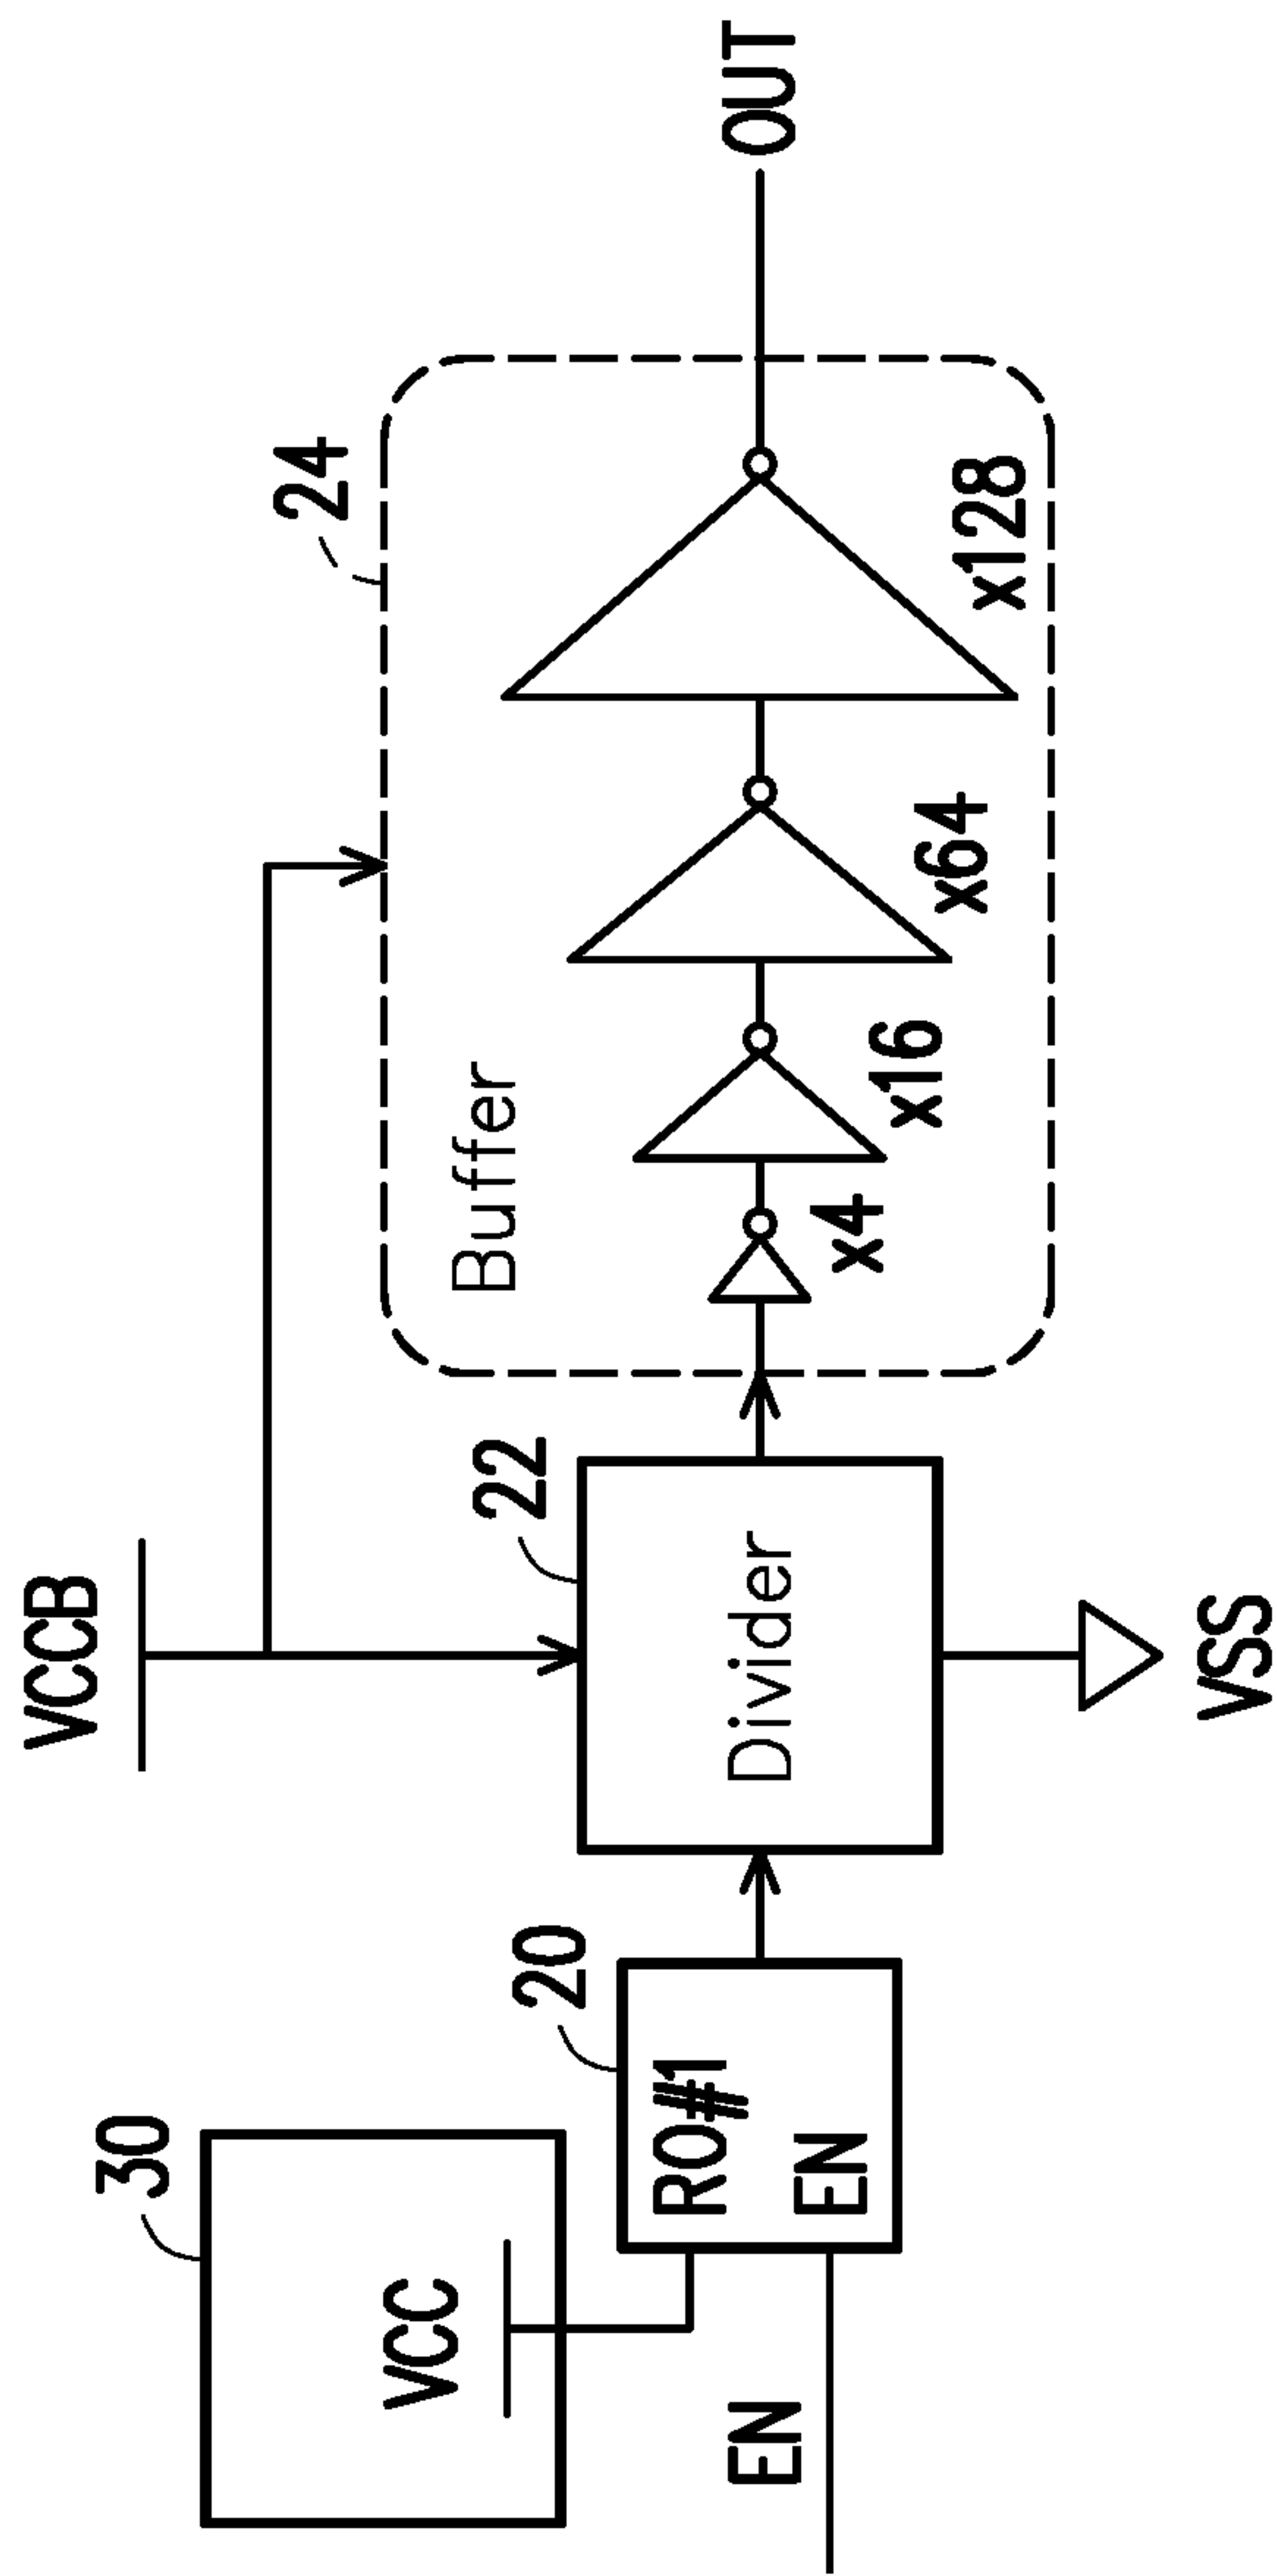 VCCB
24
Buffer
x4
x16
x64
x128
OUT
22
Divider
VSS
30
VCC
20
RO#1
EN
EN